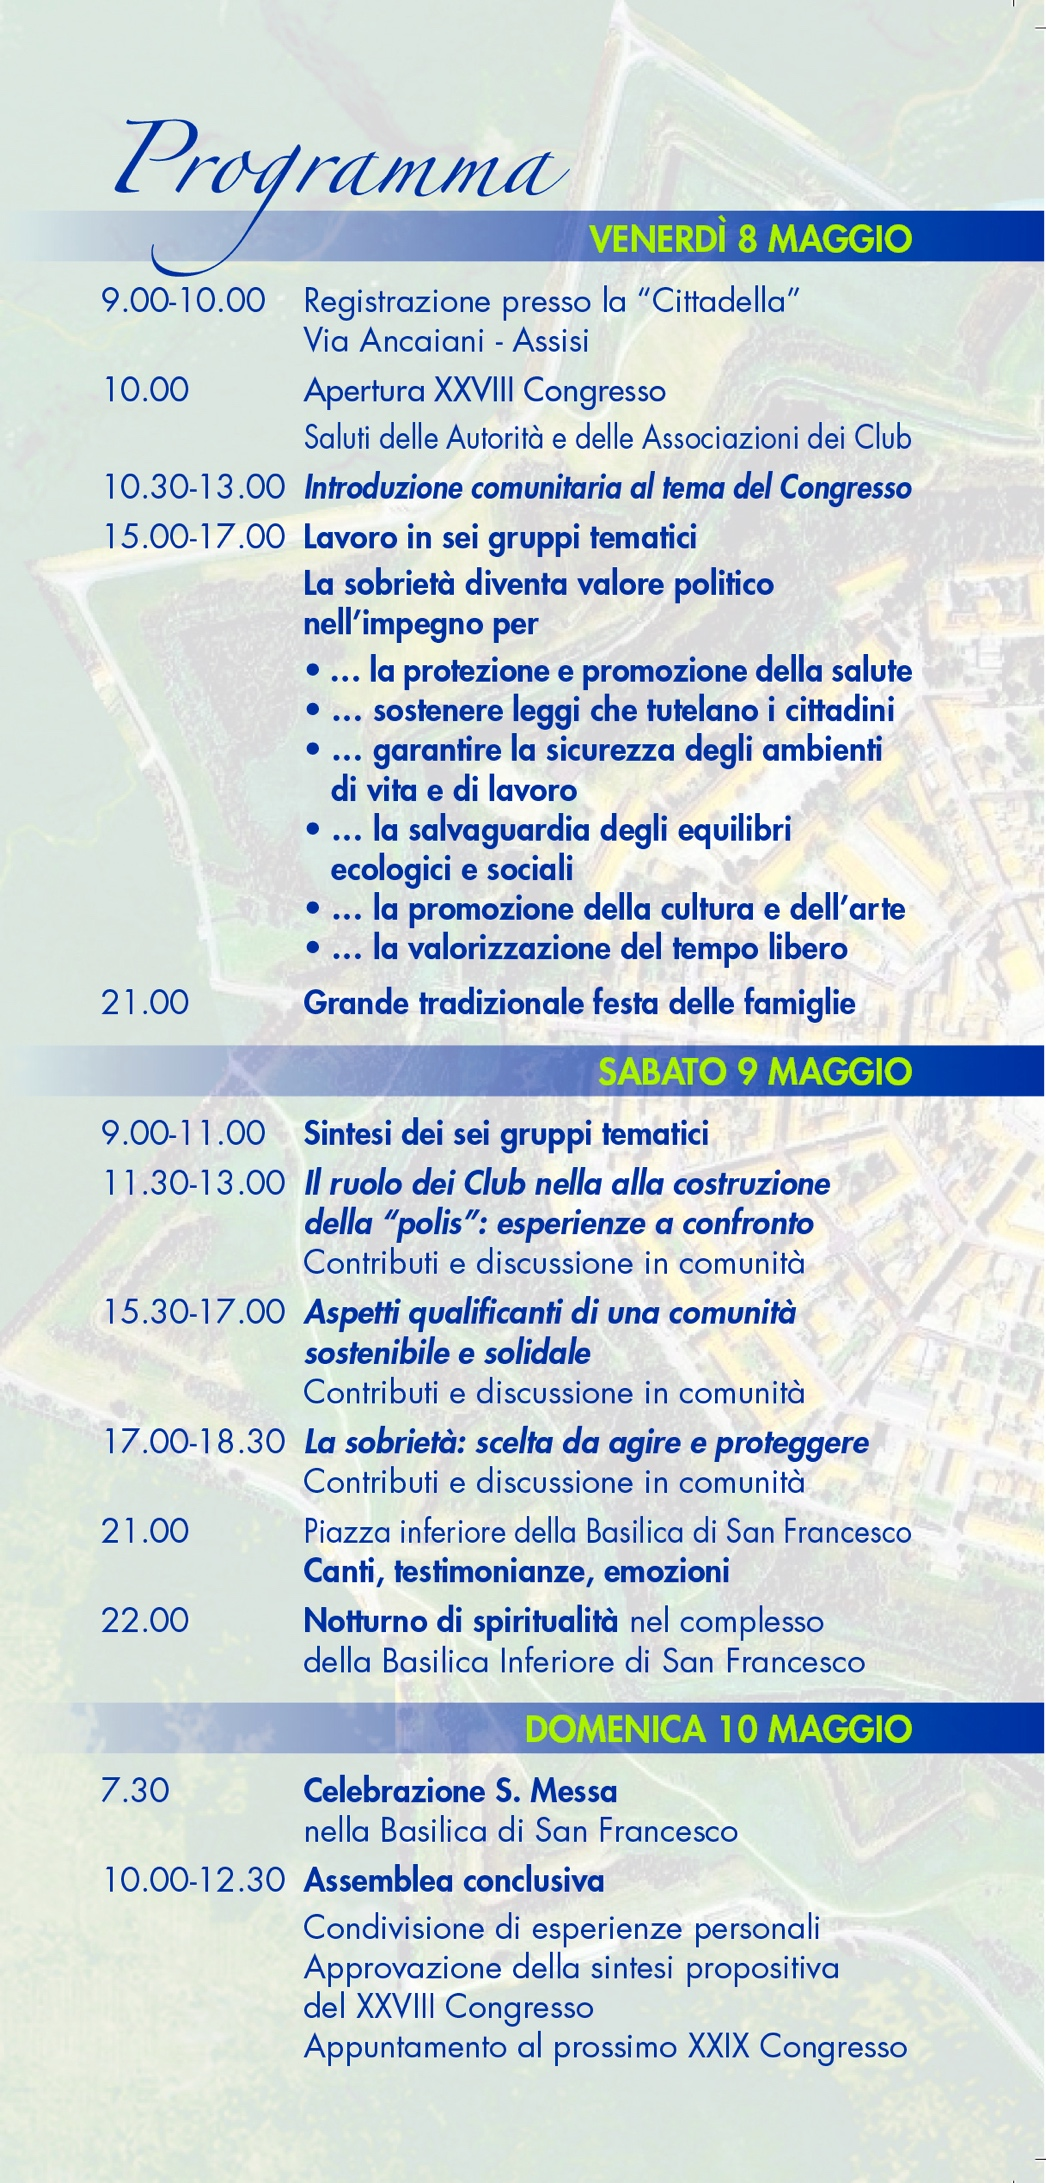 Programma
VENERDÌ 8 MAGGIO
9.00-10.00 Registrazione presso la “Cittadella”
Via Ancaiani - Assisi
10.00 Apertura XXVIII Congresso
Saluti delle Autorità e delle Associazioni dei Club
10.30-13.00 Introduzione comunitaria al tema del Congresso
15.00-17.00 Lavoro in sei gruppi tematici
La sobrietà diventa valore politico
nell’impegno per
• ... la protezione e promozione della salute
• ... sostenere leggi che tutelano i cittadini
• ... garantire la sicurezza degli ambienti
di vita e di lavoro
• ... la salvaguardia degli equilibri
ecologici e sociali
• ... la promozione della cultura e dell’arte
• ... la valorizzazione del tempo libero
21.00 Grande tradizionale festa delle famiglie
SABATO 9 MAGGIO
9.00-11.00 Sintesi dei sei gruppi tematici
11.30-13.00 Il ruolo dei Club nella alla costruzione
della “polis”: esperienze a confronto
Contributi e discussione in comunità
15.30-17.00 Aspetti qualificanti di una comunità
sostenibile e solidale
Contributi e discussione in comunità
17.00-18.30 La sobrietà: scelta da agire e proteggere
Contributi e discussione in comunità
21.00 Piazza inferiore della Basilica di San Francesco
Canti, testimonianze, emozioni
22.00 Notturno di spiritualità nel complesso
della Basilica Inferiore di San Francesco
DOMENICA 10 MAGGIO
7.30 Celebrazione S. Messa
nella Basilica di San Francesco
10.00-12.30 Assemblea conclusiva
Condivisione di esperienze personali
Approvazione della sintesi propositiva
del XXVIII Congresso
Appuntamento al prossimo XXIX Congresso